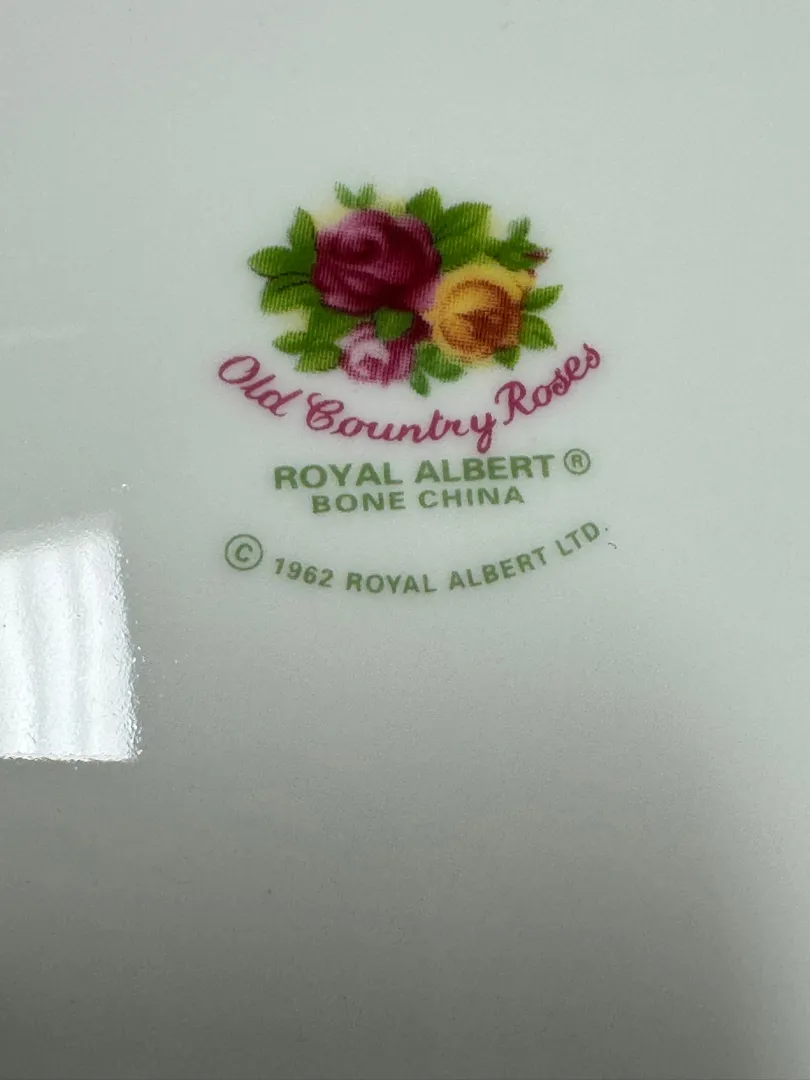 Old Country Roses
ROYAL ALBERT ®
BONE CHINA
© 1962 ROYAL ALBERT LTD.